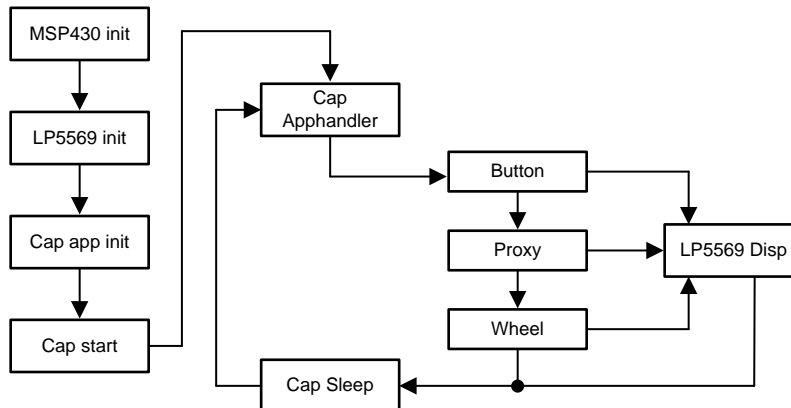 MSP430 init
LP5569 init
Cap app init
Cap start
Cap
Apphandler
Button
Proxy
Wheel
LP5569 Disp
Cap Sleep